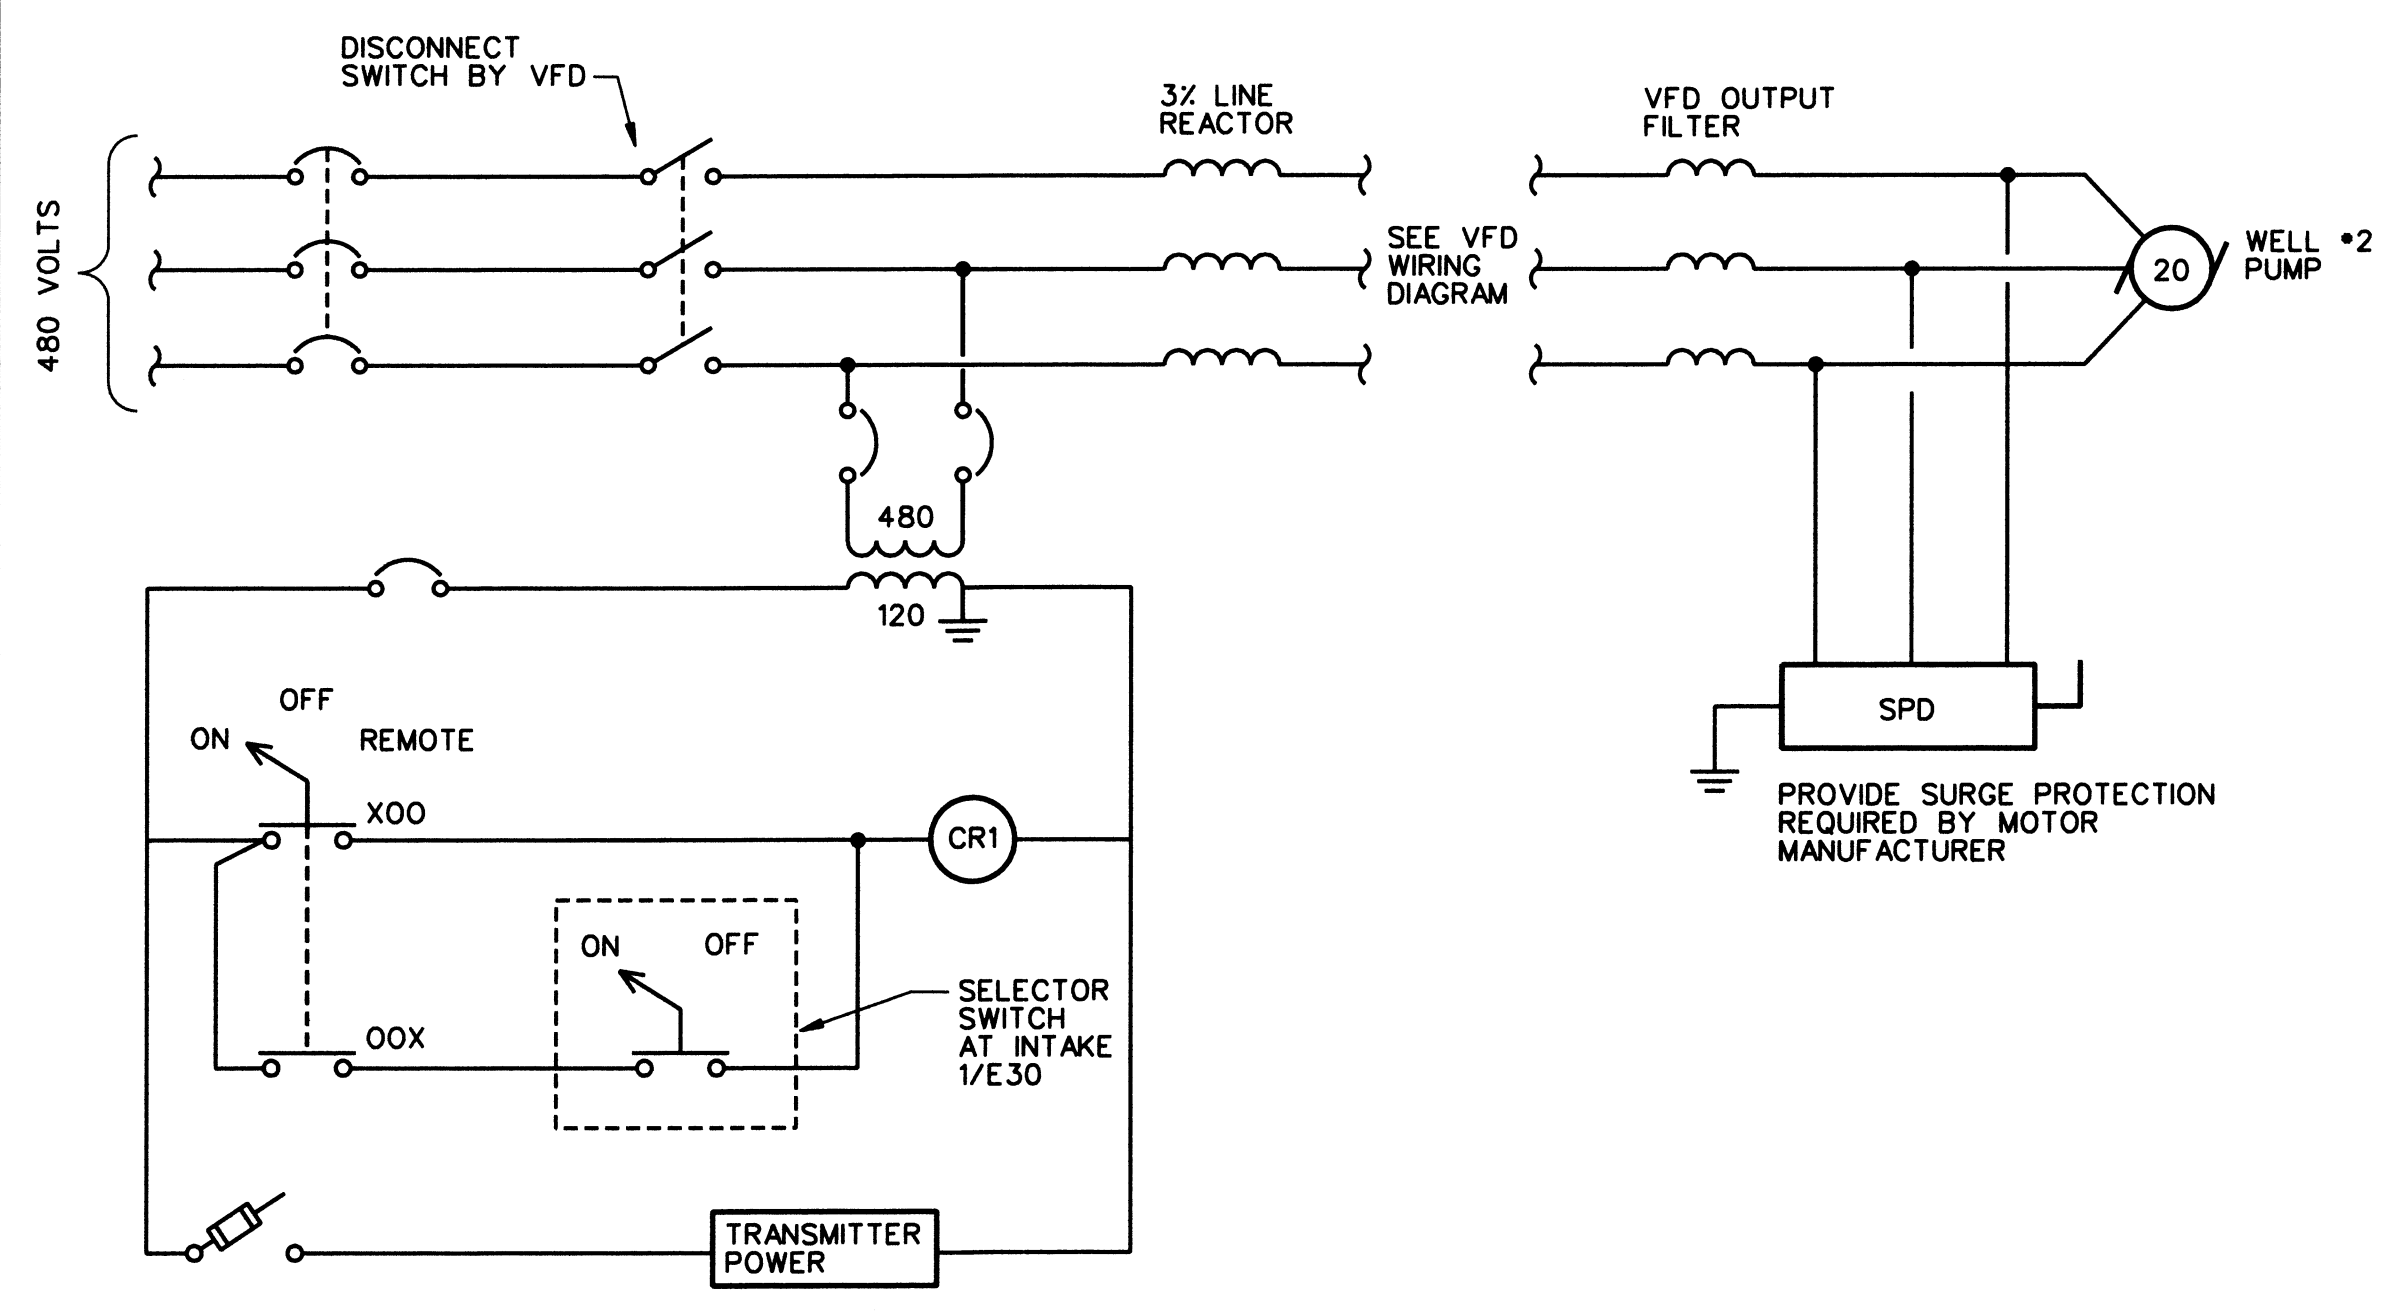 DISCONNECT
SWITCH BY VFD
3% LINE
REACTOR
VFD OUTPUT
FILTER
480 VOLTS
SEE VFD
WIRING
DIAGRAM
20
WELL *2
PUMP
480
120
OFF
ON
REMOTE
XOO
CR1
SPD
PROVIDE SURGE PROTECTION
REQUIRED BY MOTOR
MANUFACTURER
ON
OFF
OOX
SELECTOR
SWITCH
AT INTAKE
1/E30
TRANSMITTER
POWER